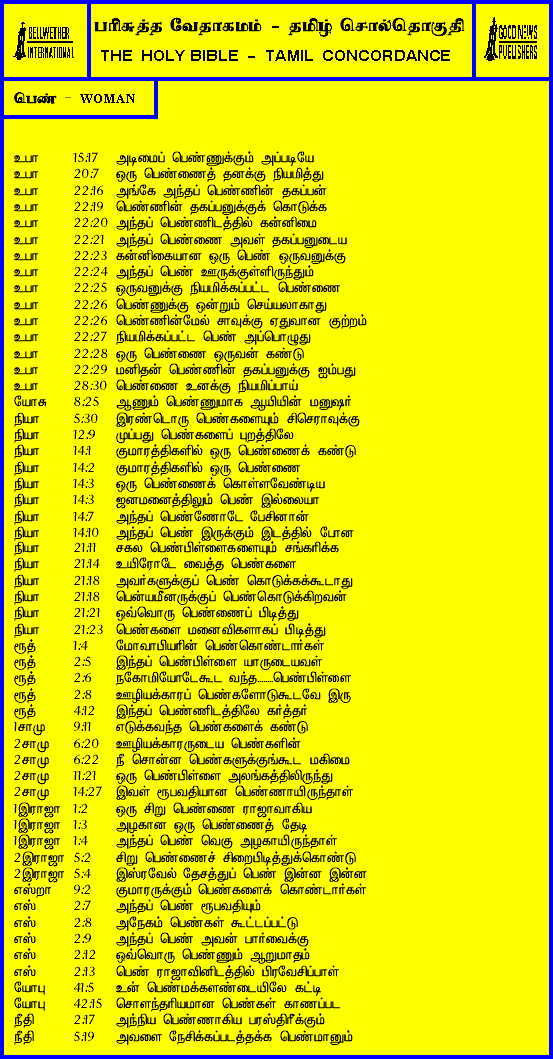 BELLWETHER INTERNATIONAL
பரிசுத்த வேதாகமம் - தமிழ் சொல்தொகுதி
THE HOLY BIBLE - TAMIL CONCORDANCE
GOOD NEWS PUBLISHERS
பெண் - WOMAN
உபா 15:17 அடிமைப் பெண்ணுக்கும் அப்படியே
உபா 20:7 ஒரு பெண்ணைத் தனக்கு நியமித்து
உபா 22:16 அங்கே அந்தப் பெண்ணின் தகப்பன்
உபா 22:19 பெண்ணின் தகப்பனுக்குக் கொடுக்க
உபா 22:20 அந்தப் பெண்ணிடத்தில் கன்னிமை
உபா 22:21 அந்தப் பெண்ணை அவள் தகப்பனுடைய
உபா 22:23 கன்னிகையான ஒரு பெண் ஒருவனுக்கு
உபா 22:24 அந்தப் பெண் ஊருக்குள்ளிருந்தும்
உபா 22:25 ஒருவனுக்கு நியமிக்கப்பட்ட பெண்ணை
உபா 22:26 பெண்ணுக்கு ஒன்றும் செய்யலாகாது
உபா 22:26 பெண்ணின்மேல் சாவுக்கு ஏதுவான குற்றம்
உபா 22:27 நியமிக்கப்பட்ட பெண் அப்பொழுது
உபா 22:28 ஒரு பெண்ணை ஒருவன் கண்டு
உபா 22:29 மனிதன் பெண்ணின் தகப்பனுக்கு ஐம்பது
உபா 28:30 பெண்ணை உனக்கு நியமிப்பாய்
யோசு 8:25 ஆணும் பெண்ணுமாக ஆயியின் மனுஷர்
நியா 5:30 இரண்டொரு பெண்களையும் சிசெராவுக்கு
நியா 12:9 முப்பது பெண்களைப் புறத்திலே
நியா 14:1 குமாரத்திகளில் ஒரு பெண்ணைக் கண்டு
நியா 14:2 குமாரத்திகளில் ஒரு பெண்ணை
நியா 14:3 ஒரு பெண்ணைக் கொள்ளவேண்டிய
நியா 14:3 ஜனமனைத்திலும் பெண் இல்லையா
நியா 14:7 அந்தப் பெண்ணோடே பேசினான்
நியா 14:10 அந்தப் பெண் இருக்கும் இடத்தில் போன
நியா 21:11 சகல பெண்பிள்ளைகளையும் சங்கரிக்க
நியா 21:14 உயிரோடே வைத்த பெண்களை
நியா 21:18 அவர்களுக்குப் பெண் கொடுக்கக்கூடாது
நியா 21:18 பென்யமீனருக்குப் பெண்கொடுக்கிறவன்
நியா 21:21 ஒவ்வொரு பெண்ணைப் பிடித்து
நியா 21:23 பெண்களை மனைவிகளாகப் பிடித்து
ரூத் 1:4 மோவாபியரின் பெண்கொண்டார்கள்
ரூத் 2:5 இந்தப் பெண்பிள்ளை யாருடையவள்
ரூத் 2:6 நகோமியோடேகூட வந்த.......பெண்பிள்ளை
ரூத் 2:8 ஊழியக்காரப் பெண்களோடுகூடவே இரு
ரூத் 4:12 இந்தப் பெண்ணிடத்திலே கர்த்தர்
1சாமு 9:11 எடுக்கவந்த பெண்களைக் கண்டு
2சாமு 6:20 ஊழியக்காரருடைய பெண்களின்
2சாமு 6:22 நீ சொன்ன பெண்களுக்குங்கூட மகிமை
2சாமு 11:21 ஒரு பெண்பிள்ளை அலங்கத்திலிருந்து
2சாமு 14:27 இவள் ரூபவதியான பெண்ணாயிருந்தாள்
1இராஜா 1:2 ஒரு சிறு பெண்ணை ராஜாவாகிய
1இராஜா 1:3 அழகான ஒரு பெண்ணைத் தேடி
1இராஜா 1:4 அந்தப் பெண் வெகு அழகாயிருந்தாள்
2இராஜா 5:2 சிறு பெண்ணைச் சிறைபிடித்துக்கொண்டு
2இராஜா 5:4 இஸ்ரவேல் தேசத்துப் பெண் இன்ன இன்ன
எஸ்றா 9:2 குமாரருக்கும் பெண்களைக் கொண்டார்கள்
எஸ் 2:7 அந்தப் பெண் ரூபவதியும்
எஸ் 2:8 அநேகம் பெண்கள் கூட்டப்பட்டு
எஸ் 2:9 அந்தப் பெண் அவன் பார்வைக்கு
எஸ் 2:12 ஒவ்வொரு பெண்ணும் ஆறுமாதம்
எஸ் 2:13 பெண் ராஜாவினிடத்தில் பிரவேசிப்பாள்
யோபு 41:5 உன் பெண்மக்களண்டையிலே கட்டி
யோபு 42:15 சௌந்தரியமான பெண்கள் காணப்பட
நீதி 2:17 அந்நிய பெண்ணாகிய பரஸ்திரீக்கும்
நீதி 5:19 அவளை நேசிக்கப்படத்தக்க பெண்மானும்